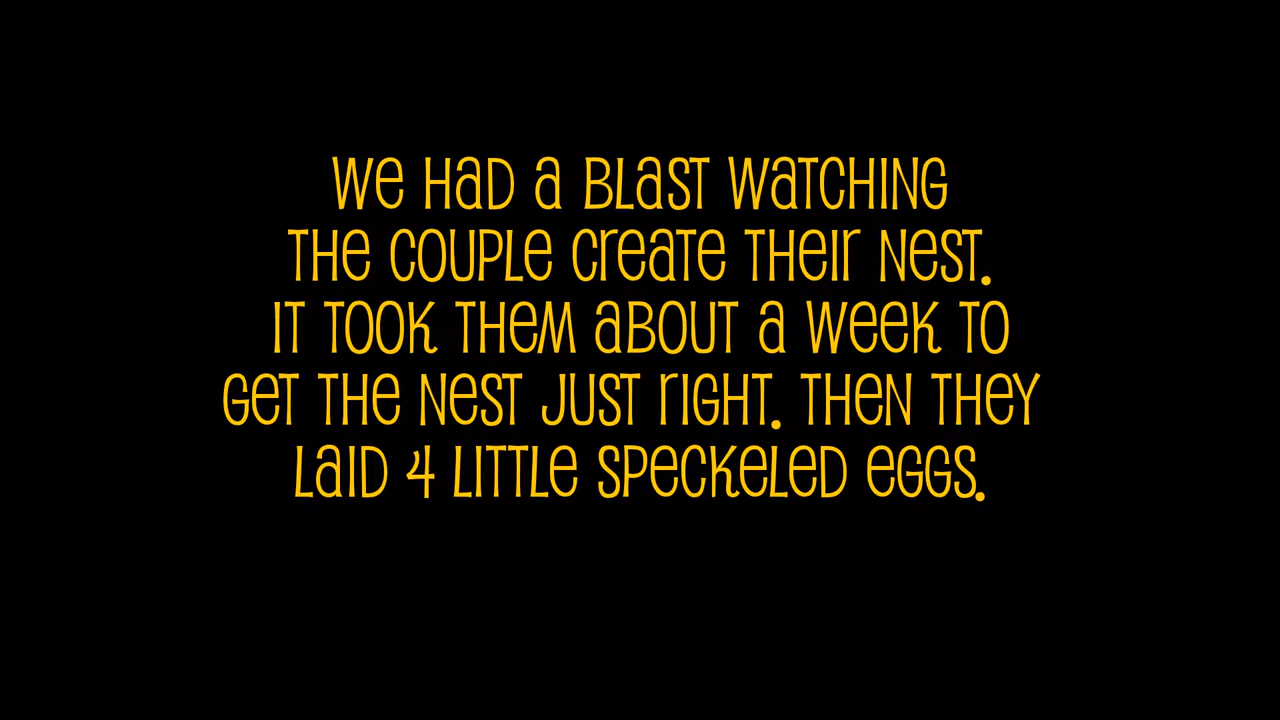 We had a blast watching
the couple create their nest.
It took them about a week to
get the nest just right. Then they
laid 4 little speckeled eggs.